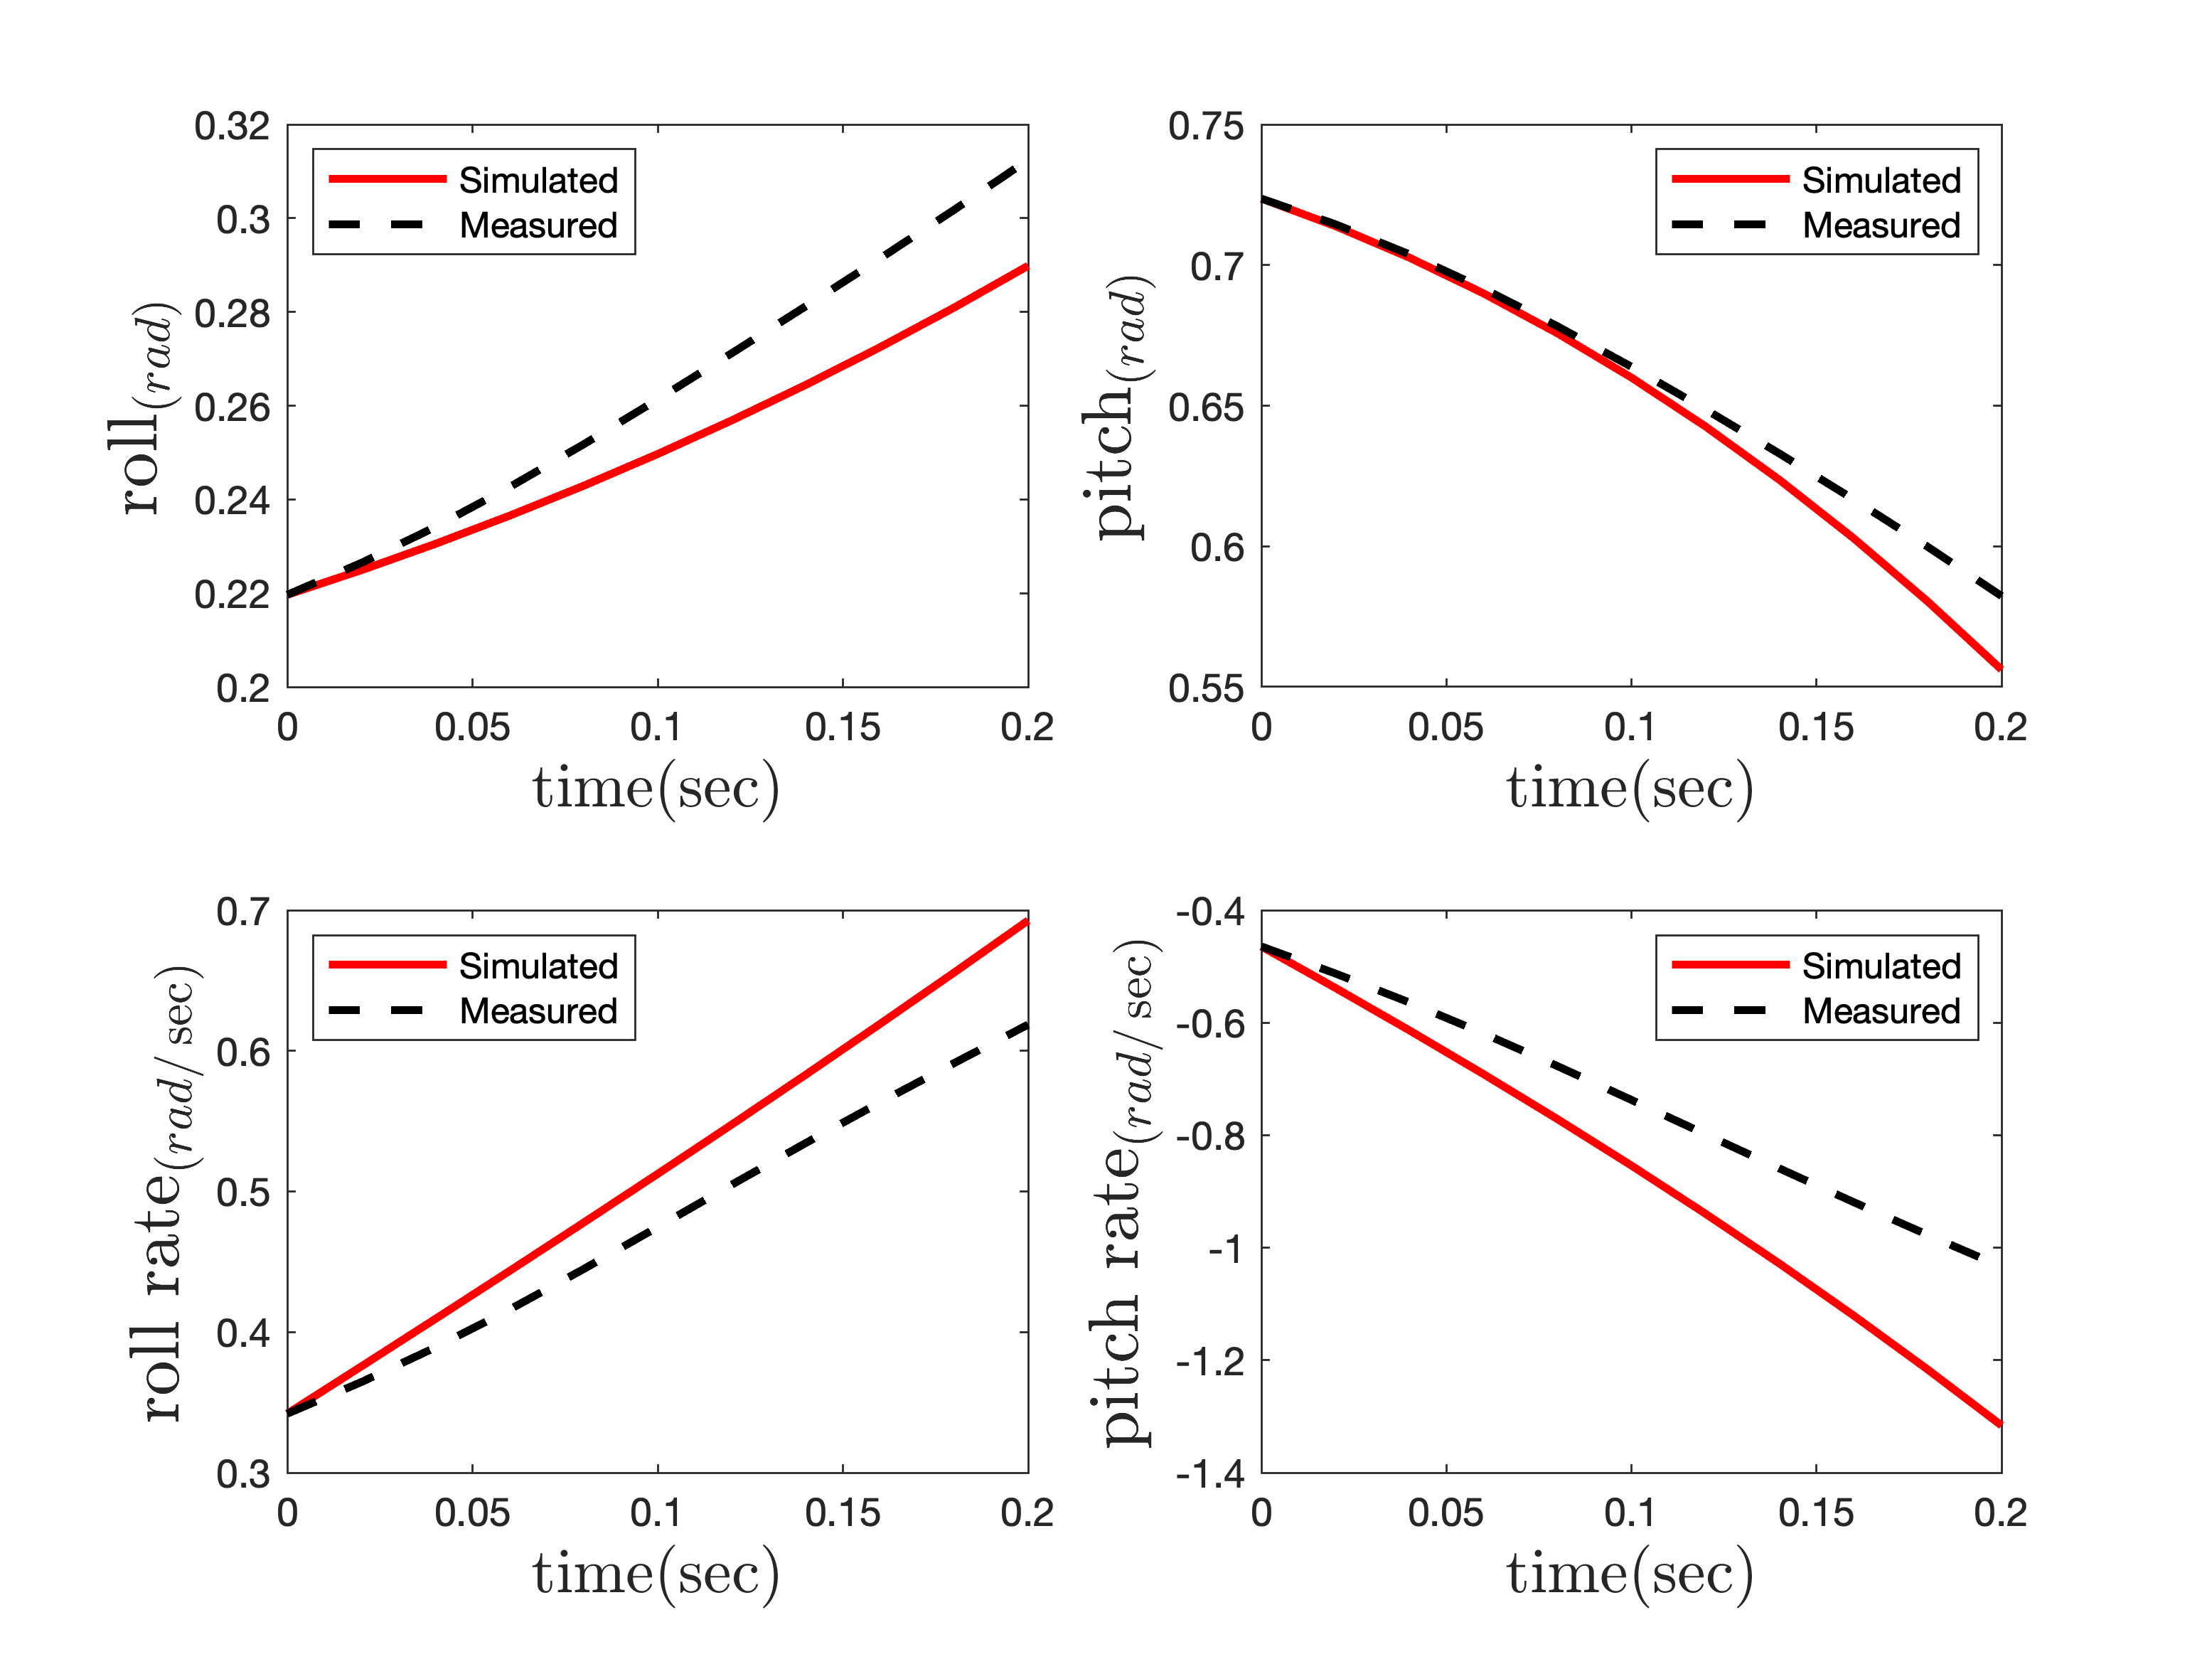 0.32
0.3
0.28
0.26
0.24
0.22
0.2
roll(rad)
Simulated
Measured
0 0.05 0.1 0.15 0.2
time(sec)
0.75
0.7
0.65
0.6
0.55
pitch(rad)
Simulated
Measured
0 0.05 0.1 0.15 0.2
time(sec)
0.7
0.6
0.5
0.4
0.3
roll rate(rad/sec)
Simulated
Measured
0 0.05 0.1 0.15 0.2
time(sec)
-0.4
-0.6
-0.8
-1
-1.2
-1.4
pitch rate(rad/sec)
Simulated
Measured
0 0.05 0.1 0.15 0.2
time(sec)